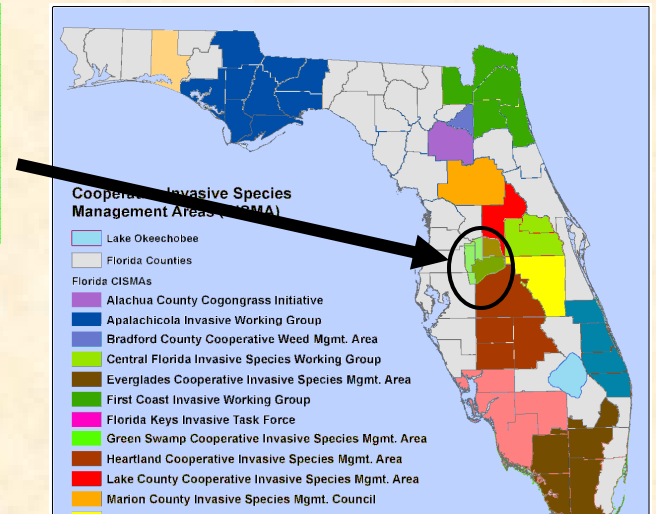 Cooperative Invasive Species
Management Areas (CISMA)
Lake Okeechobee
Florida Counties
Florida CISMAs
Alachua County Cogongrass Initiative
Apalachicola Invasive Working Group
Bradford County Cooperative Weed Mgmt. Area
Central Florida Invasive Species Working Group
Everglades Cooperative Invasive Species Mgmt. Area
First Coast Invasive Working Group
Florida Keys Invasive Task Force
Green Swamp Cooperative Invasive Species Mgmt. Area
Heartland Cooperative Invasive Species Mgmt. Area
Lake County Cooperative Invasive Species Mgmt. Area
Marion County Invasive Species Mgmt. Council